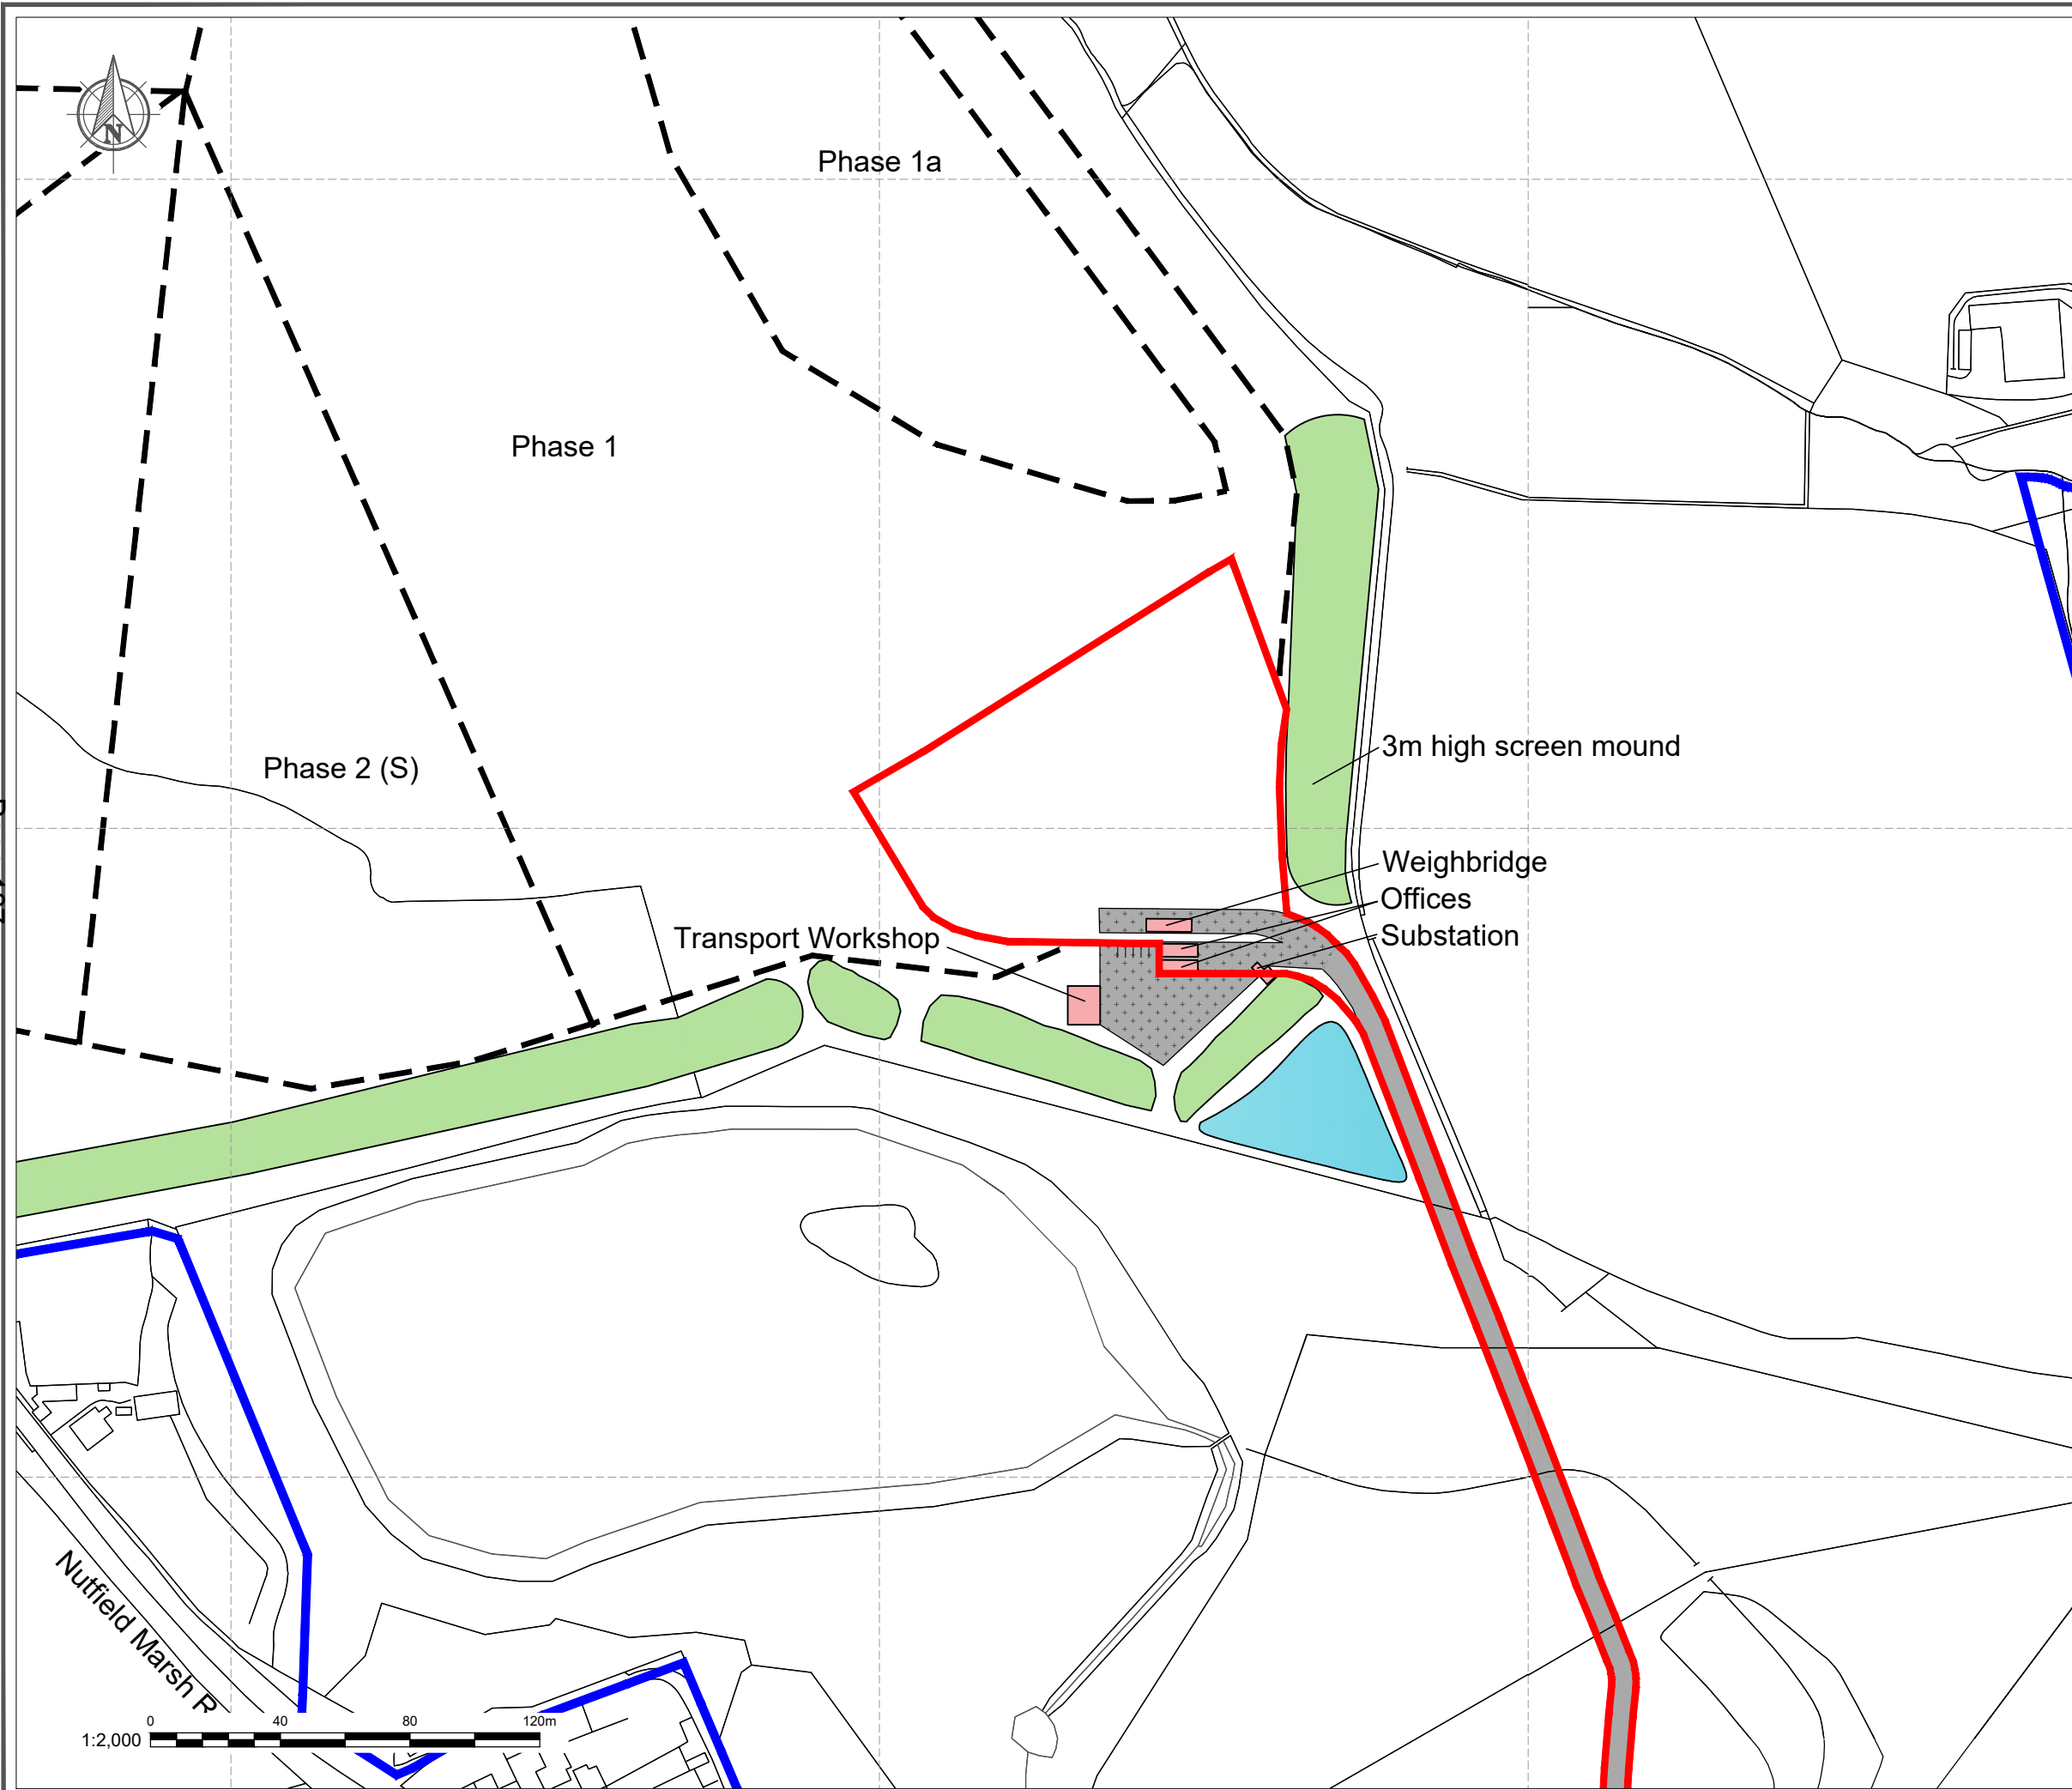 N
Phase 1a
Phase 1
Phase 2 (S)
3m high screen mound
Weighbridge
Offices
Substation
Transport Workshop
Nutfield Marsh R
0 40 80 120m
1:2,000